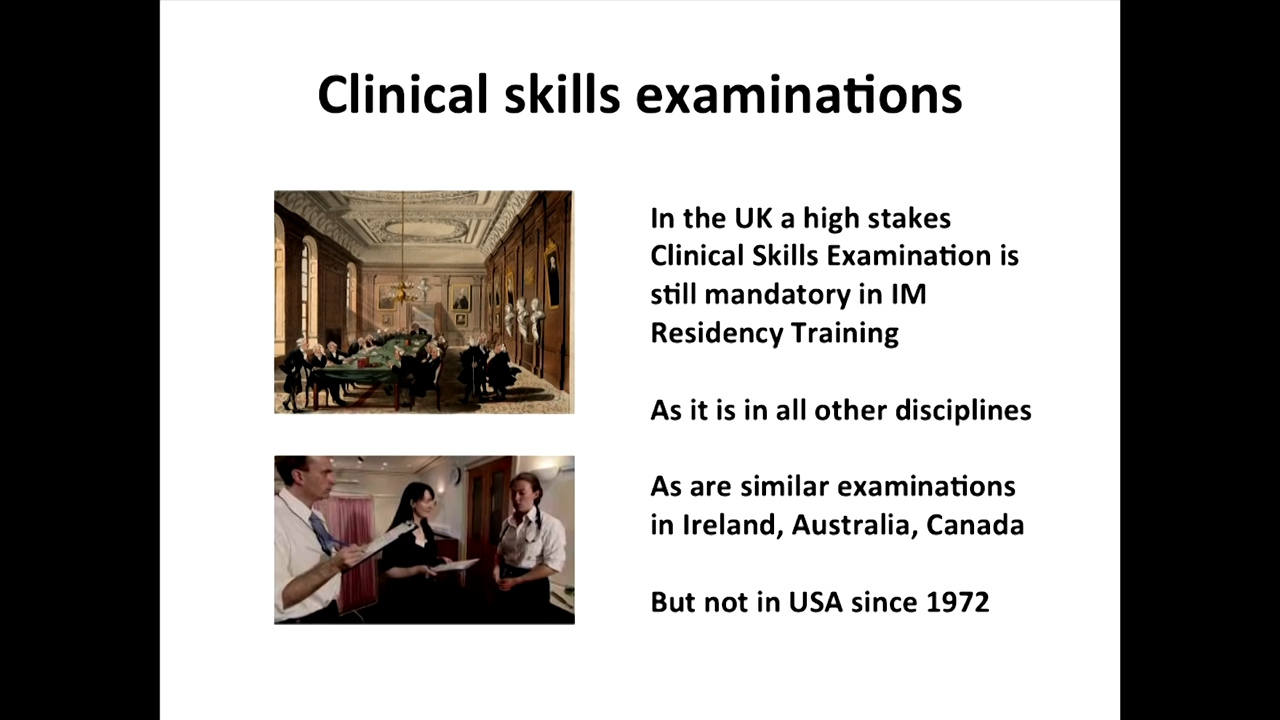 Clinical skills examinations
In the UK a high stakes
Clinical Skills Examination is
still mandatory in IM
Residency Training
As it is in all other disciplines
As are similar examinations
in Ireland, Australia, Canada
But not in USA since 1972